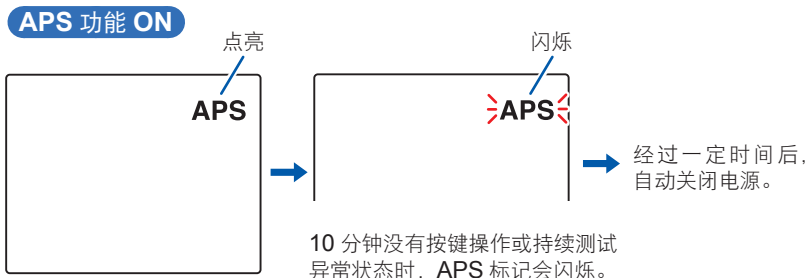 APS 功能 ON
点亮
闪烁
APS
APS
经过一定时间后，
自动关闭电源。
10 分钟没有按键操作或持续测试
异常状态时，APS 标记会闪烁。